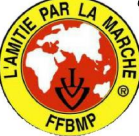 L'AMITIE PAR LA MARCHE
®
FFBMP